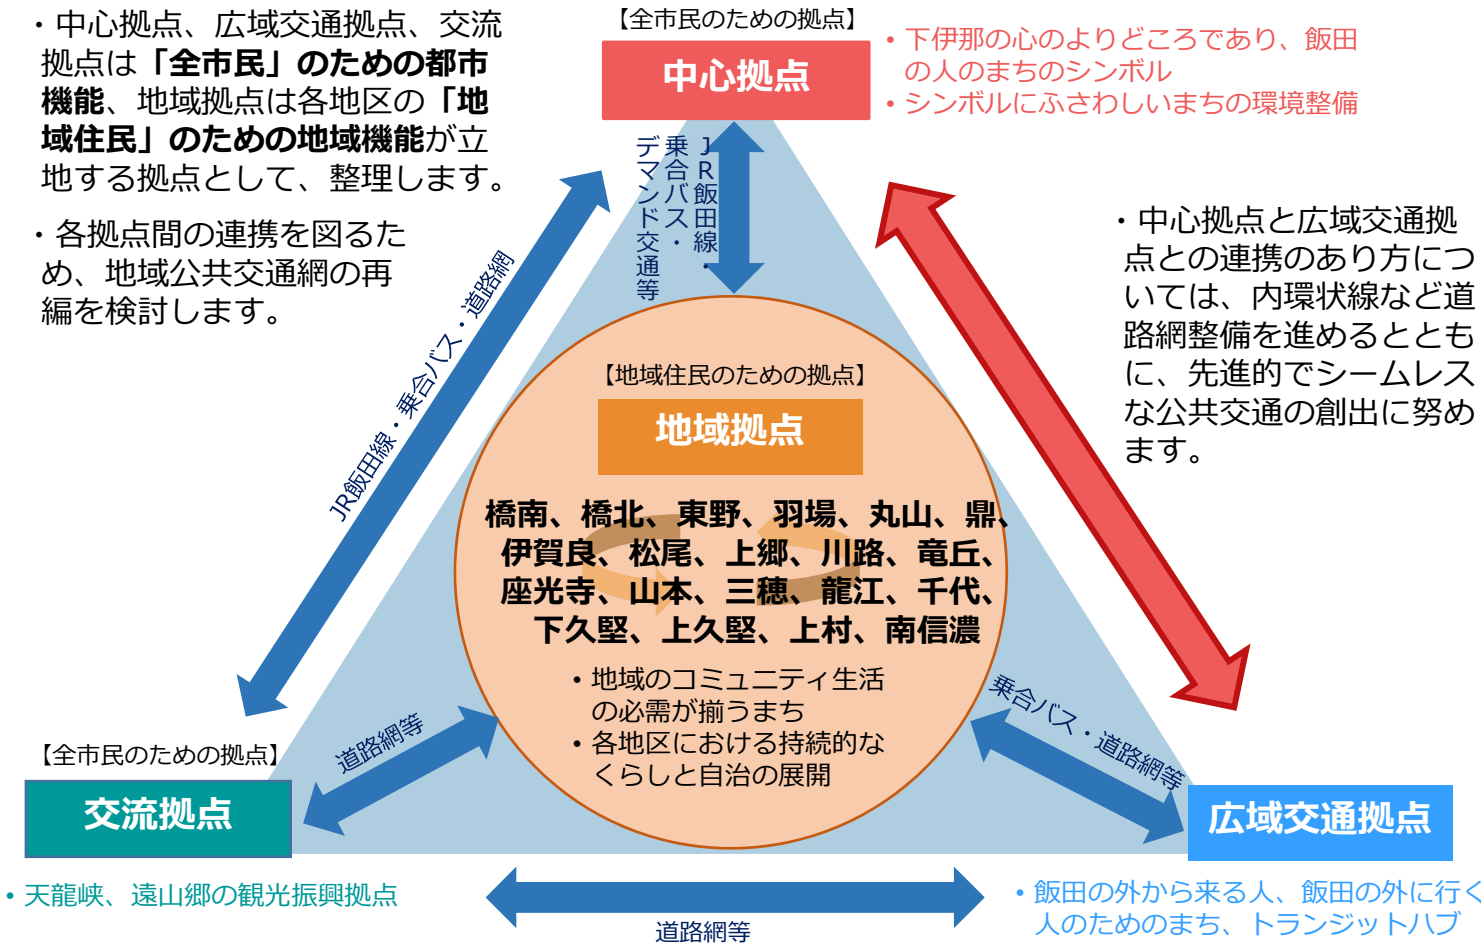 ・中心拠点、広域交通拠点、交流
拠点は「全市民」のための都市
機能、地域拠点は各地区の「地
域住民」のための地域機能が立
地する拠点として、整理します。
・各拠点間の連携を図るた
め、地域公共交通網の再
編を検討します。
【全市民のための拠点】
中心拠点
・下伊那の心のよりどころであり、飯田
の人のまちのシンボル
・シンボルにふさわしいまちの環境整備
JR飯田線・
乗合バス・
デマンド交通等
JR飯田線・乗合バス・道路網
・中心拠点と広域交通拠
点との連携のあり方につ
いては、内環状線など道
路網整備を進めるととも
に、先進的でシームレス
な公共交通の創出に努め
ます。
【地域住民のための拠点】
地域拠点
橋南、橋北、東野、羽場、丸山、鼎、
伊賀良、松尾、上郷、川路、竜丘、
座光寺、山本、三穂、龍江、千代、
下久堅、上久堅、上村、南信濃
・地域のコミュニティ生活
の必需が揃うまち
・各地区における持続的な
くらしと自治の展開
道路網等
乗合バス・道路網等
【全市民のための拠点】
交流拠点
・天龍峡、遠山郷の観光振興拠点
広域交通拠点
・飯田の外から来る人、飯田の外に行く
人のためのまち、トランジットハブ
道路網等